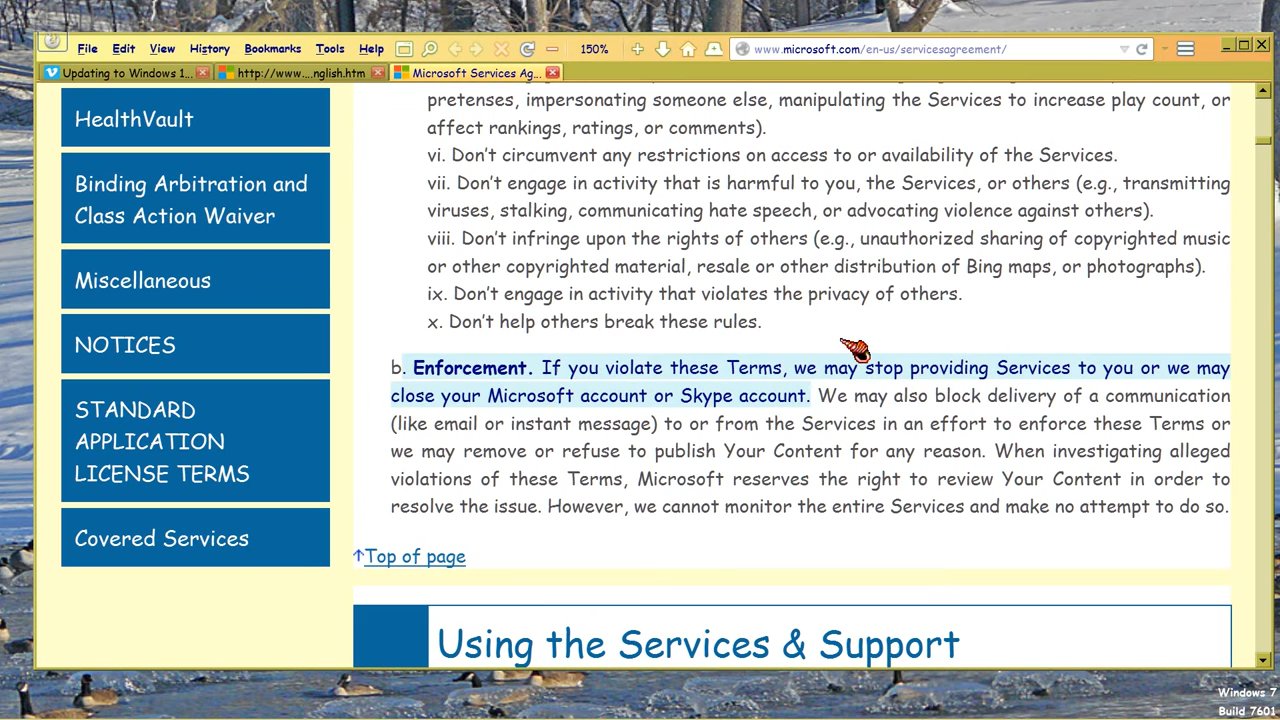 File Edit View History Bookmarks Tools Help 150% www.microsoft.com/en-us/servicesagreement/
Updating to Windows 1... http://www....nglish.htm Microsoft Services Ag...
HealthVault
Binding Arbitration and
Class Action Waiver
Miscellaneous
NOTICES
STANDARD
APPLICATION
LICENSE TERMS
Covered Services
pretenses, impersonating someone else, manipulating the Services to increase play count, or
affect rankings, ratings, or comments).
vi. Don't circumvent any restrictions on access to or availability of the Services.
vii. Don't engage in activity that is harmful to you, the Services, or others (e.g., transmitting
viruses, stalking, communicating hate speech, or advocating violence against others).
viii. Don't infringe upon the rights of others (e.g., unauthorized sharing of copyrighted music
or other copyrighted material, resale or other distribution of Bing maps, or photographs).
ix. Don't engage in activity that violates the privacy of others.
x. Don't help others break these rules.
b. Enforcement. If you violate these Terms, we may stop providing Services to you or we may
close your Microsoft account or Skype account. We may also block delivery of a communication
(like email or instant message) to or from the Services in an effort to enforce these Terms or
we may remove or refuse to publish Your Content for any reason. When investigating alleged
violations of these Terms, Microsoft reserves the right to review Your Content in order to
resolve the issue. However, we cannot monitor the entire Services and make no attempt to do so.
↑Top of page
Using the Services & Support
Windows 7
Build 7601